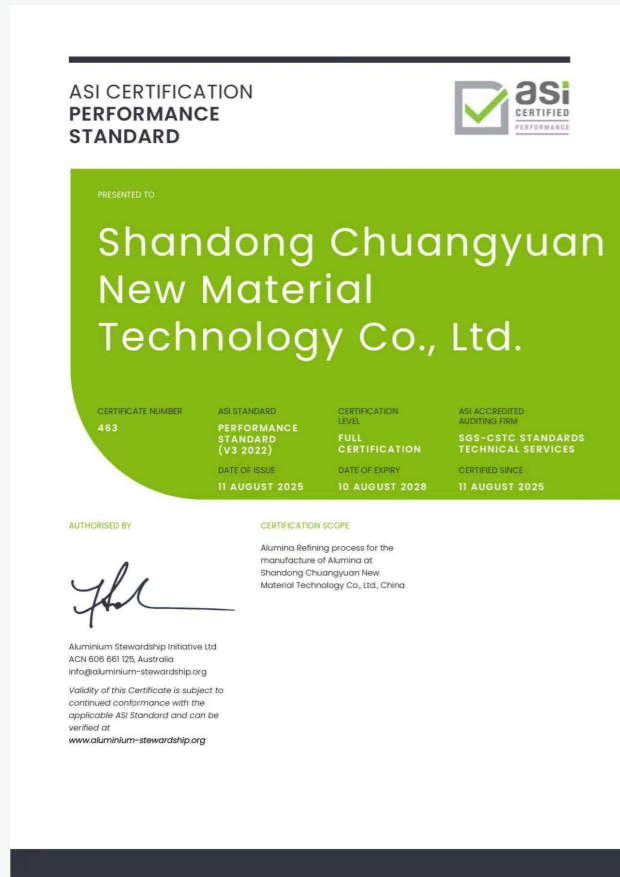 ASI CERTIFICATION
PERFORMANCE
STANDARD
asi
CERTIFIED
PERFORMANCE
PRESENTED TO
Shandong Chuangyuan
New Material
Technology Co., Ltd.
CERTIFICATE NUMBER
463
ASI STANDARD
PERFORMANCE
STANDARD
(V3 2022)
CERTIFICATION
LEVEL
FULL
CERTIFICATION
ASI ACCREDITED
AUDITING FIRM
SGS-CSTC STANDARDS
TECHNICAL SERVICES
DATE OF ISSUE
11 AUGUST 2025
DATE OF EXPIRY
10 AUGUST 2028
CERTIFIED SINCE
11 AUGUST 2025
AUTHORISED BY
Aluminium Stewardship Initiative Ltd
ACN 606 661 125, Australia
info@aluminium-stewardship.org
Validity of this Certificate is subject to
continued conformance with the
applicable ASI Standard and can be
verified at
www.aluminium-stewardship.org
CERTIFICATION SCOPE
Alumina Refining process for the
manufacture of Alumina at
Shandong Chuangyuan New
Material Technology Co., Ltd., China